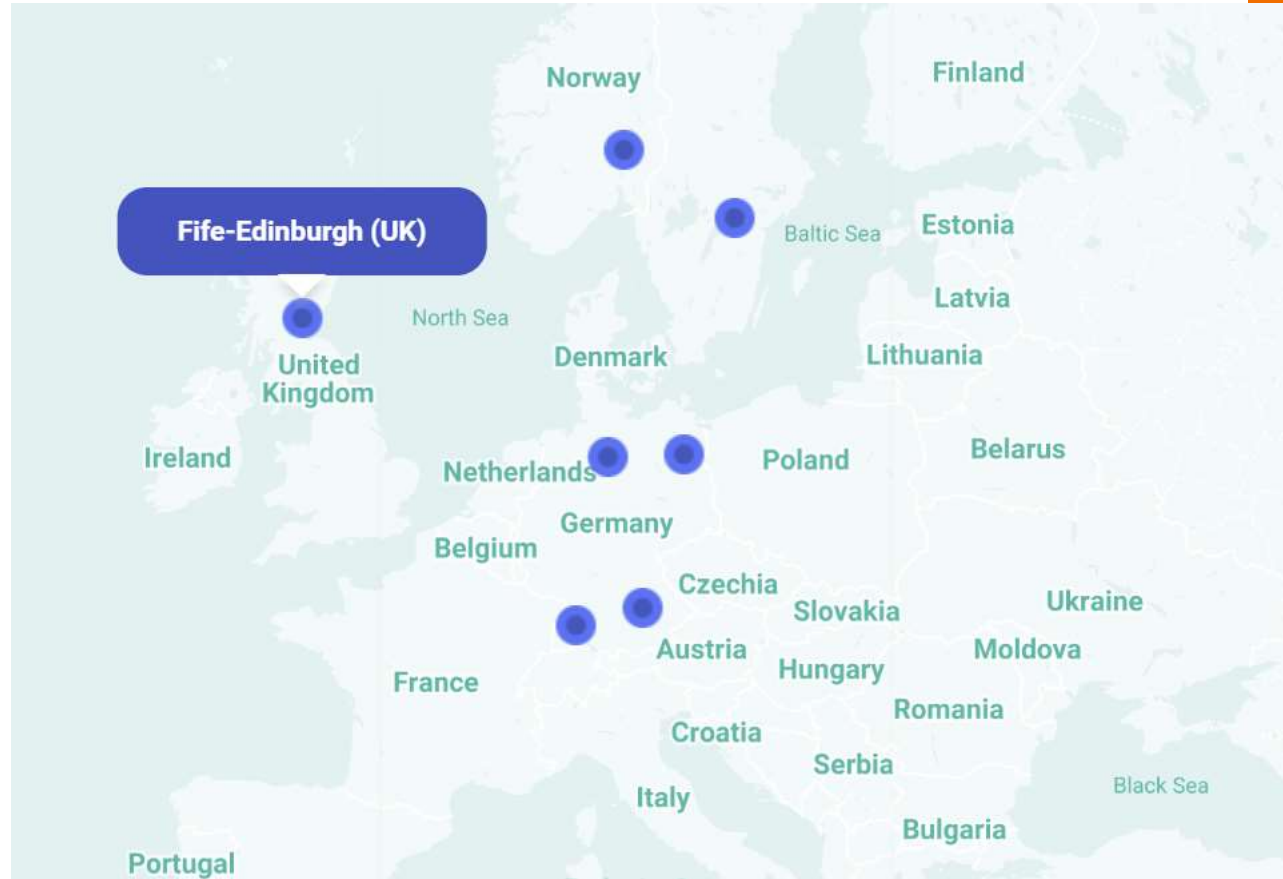 Norway
Finland
Fife-Edinburgh (UK)
Baltic Sea
Estonia
Latvia
North Sea
United
Kingdom
Denmark
Lithuania
Ireland
Netherlands
Poland
Belarus
Germany
Belgium
Czechia
Slovakia
Ukraine
Austria
Hungary
Moldova
France
Romania
Croatia
Serbia
Italy
Black Sea
Bulgaria
Portugal